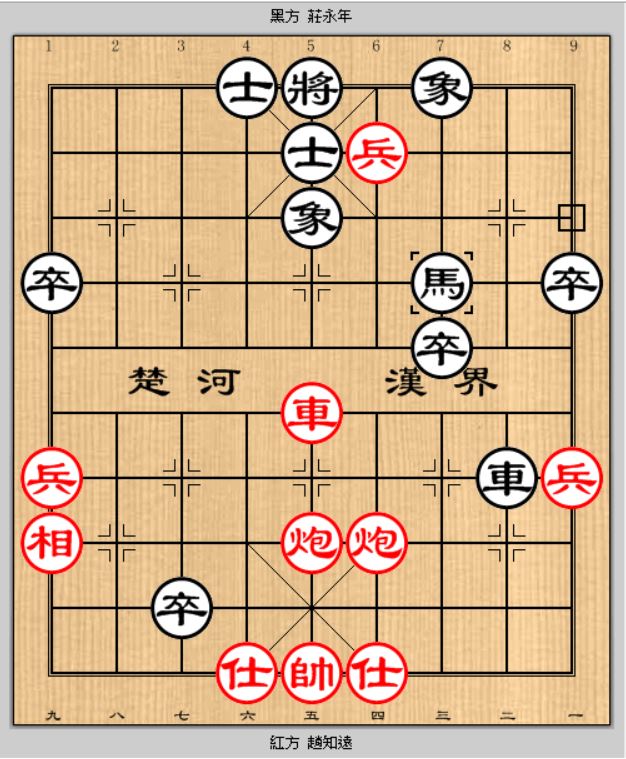 黑方 莊永年
1 2 3 4 5 6 7 8 9
士 將 象
士 兵
象
卒 馬 卒
卒
楚河 漢界
車
兵 車 兵
相 炮 炮
卒
仕 帥 仕
九 八 七 六 五 四 三 二 一
紅方 趙知遠